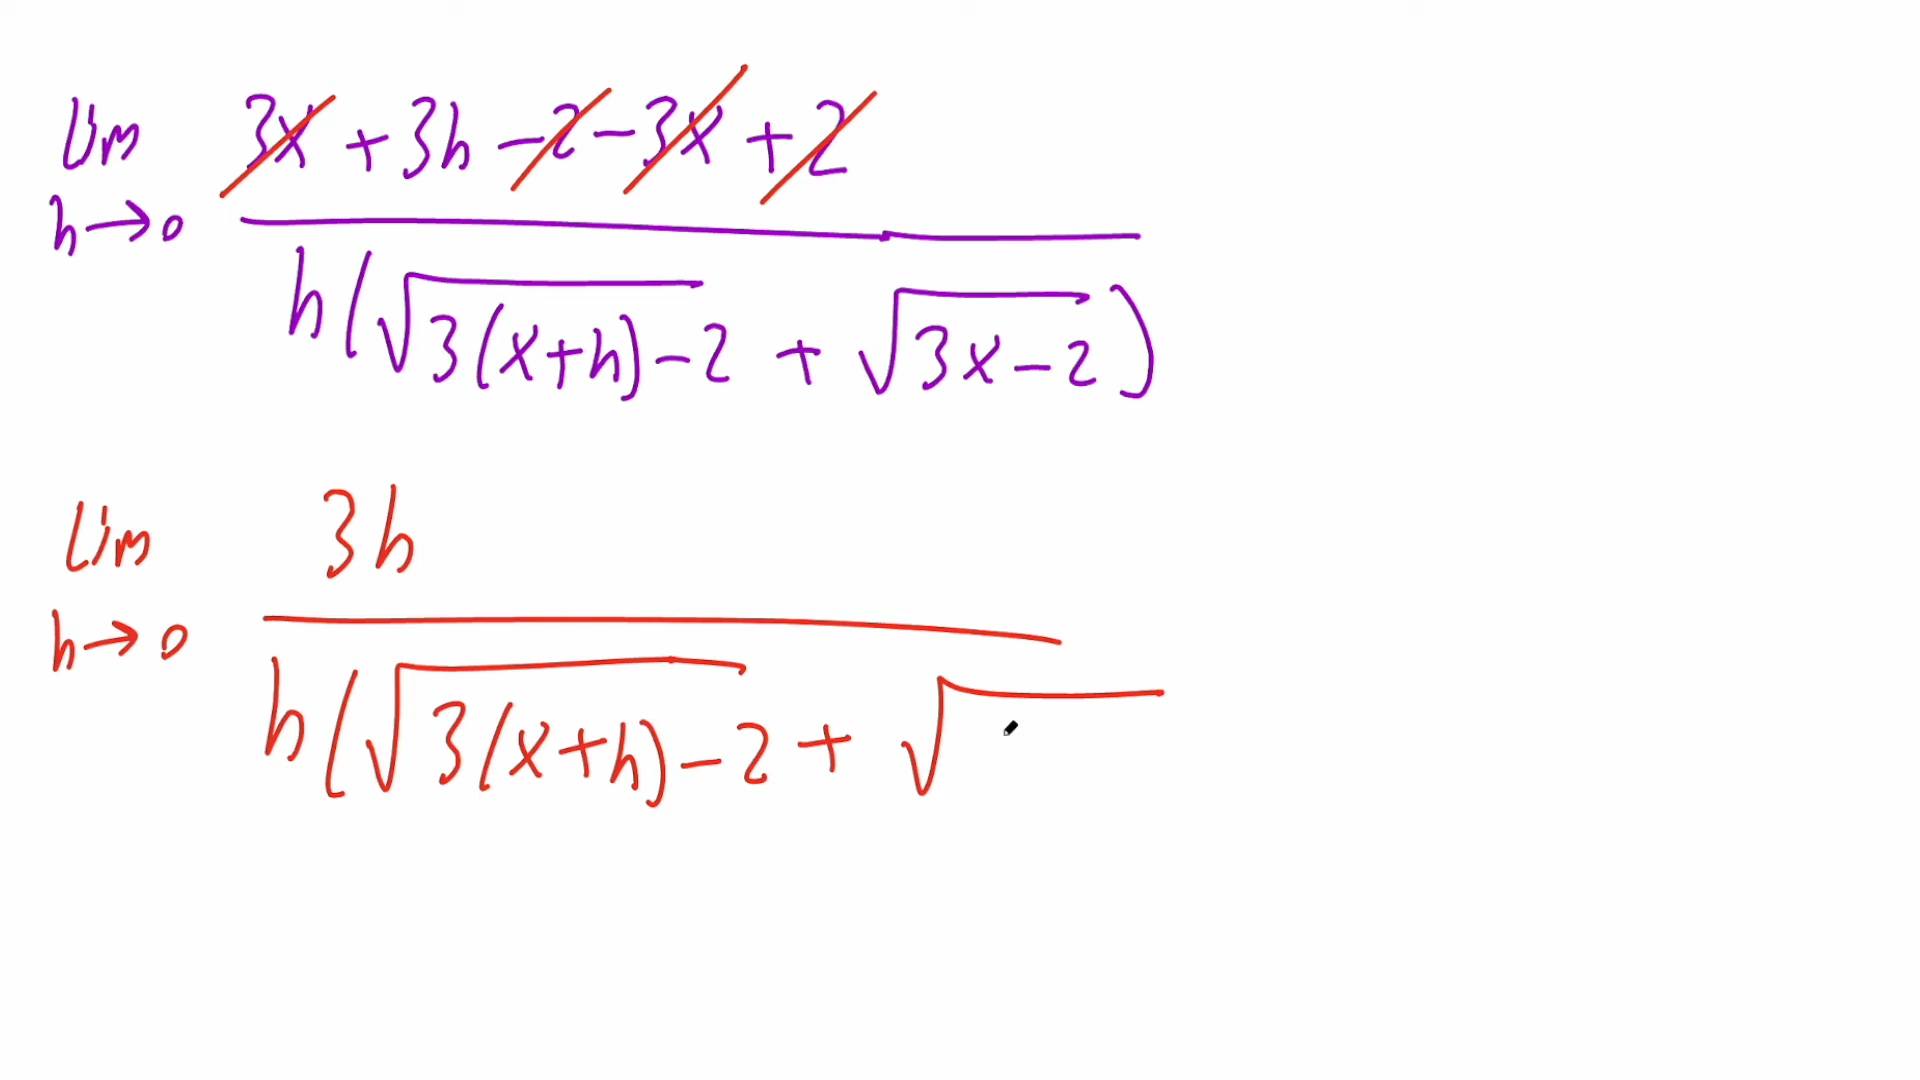 lim 3x + 3h - 2 - 3x + 2
h→0
h(√3(x+h)-2 + √3x-2)
lim 3h
h→0
h(√3(x+h)-2 + √